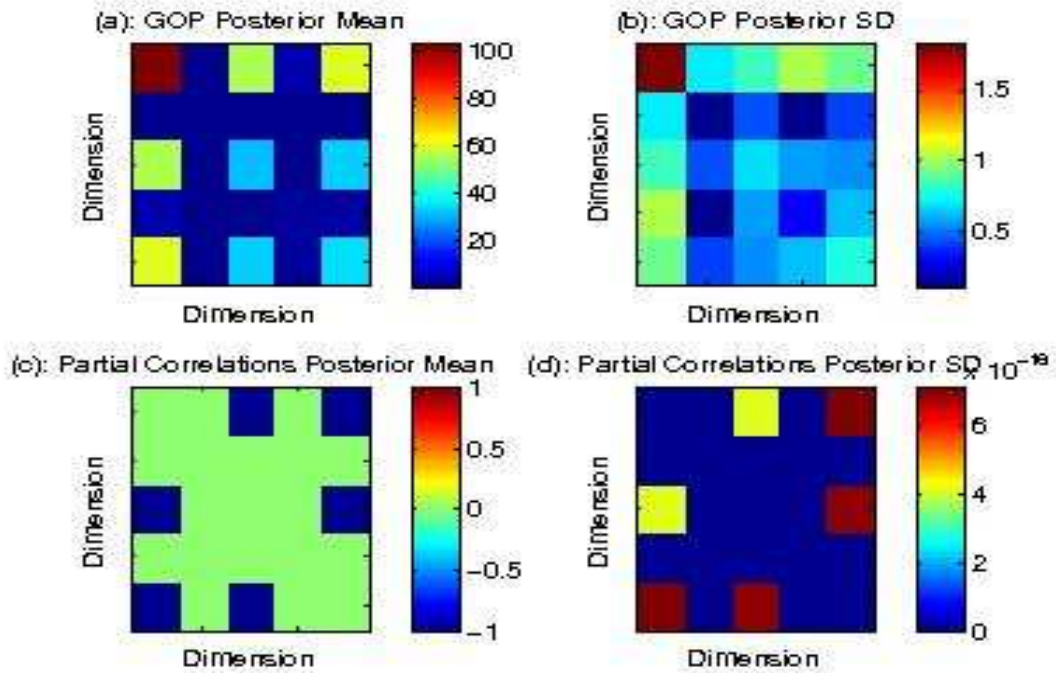 (a): GOP Posterior Mean
(b): GOP Posterior SD
100
80
60
40
20
1.5
1
0.5
Dimension
Dimension
Dimension
Dimension
(c): Partial Correlations Posterior Mean
(d): Partial Correlations Posterior SD
1
0.5
0
−0.5
−1
6
4
2
0
Dimension
Dimension
Dimension
Dimension